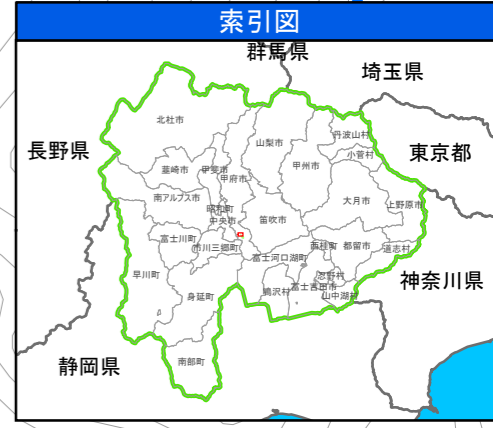 索引図
群馬県
埼玉県
北杜市
丹波山村
山梨市
長野県
小菅村
東京都
韮崎市
甲斐市
甲州市
甲府市
南アルプス市
大月市
上野原市
昭和町
中央市
笛吹市
富士川町
市川三郷町
西桂町
都留市
道志村
富士河口湖町
早川町
忍野村
神奈川県
鳴沢村
富士吉田市
山中湖村
身延町
静岡県
南部町